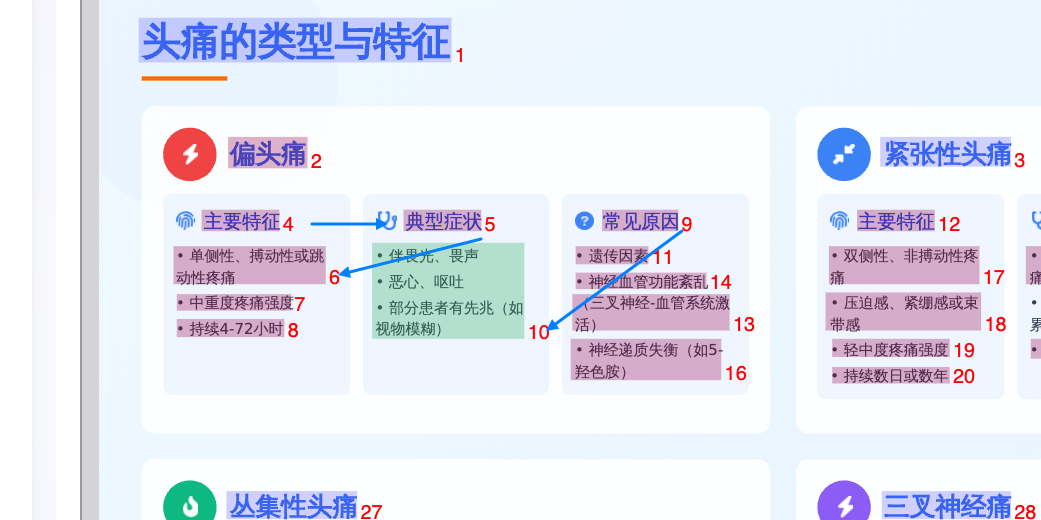 头痛的类型与特征 1
偏头痛 2
主要特征 4
• 单侧性、搏动性或跳
动性疼痛 6
• 中重度疼痛强度 7
• 持续4-72小时 8
典型症状 5
• 伴畏光、畏声
• 恶心、呕吐
• 部分患者有先兆（如
视物模糊） 10
常见原因 9
• 遗传因素 11
• 神经血管功能紊乱 14
（三叉神经-血管系统激
活） 13
• 神经递质失衡（如5-
羟色胺） 16
紧张性头痛 3
主要特征 12
• 双侧性、非搏动性疼
痛 17
• 压迫感、紧绷感或束
带感 18
• 轻中度疼痛强度 19
• 持续数日或数年 20
丛集性头痛 27
三叉神经痛 28